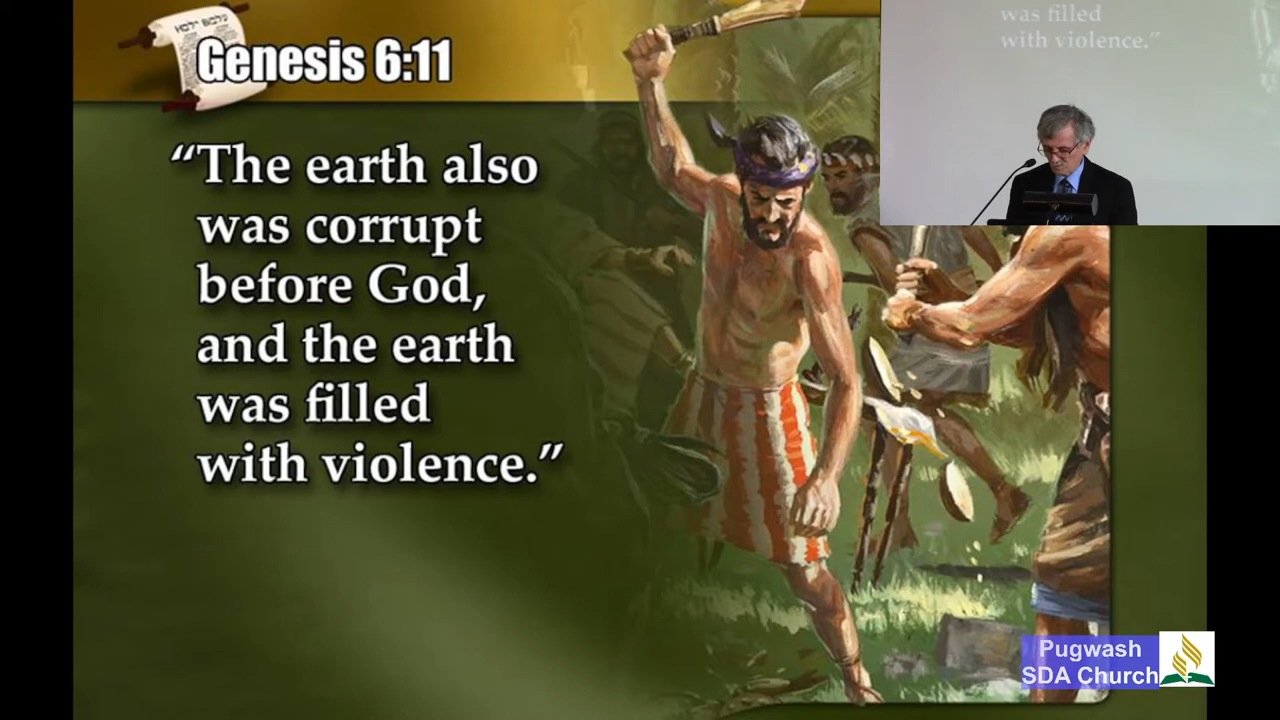 Genesis 6:11
“The earth also
was corrupt
before God,
and the earth
was filled
with violence.”
was filled
with violence.”
Pugwash
SDA Church